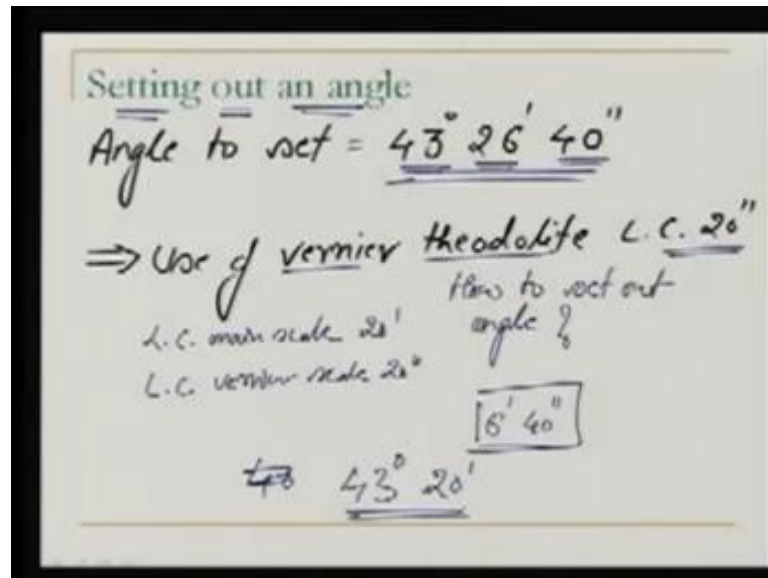 Setting out an angle
Angle to set = 43° 26' 40"
⇒ Use of vernier theodolite L.C. 20"
How to set out
L.C. main scale 20' angle ?
L.C. vernier scale 20"
6' 40"
43 43° 20'